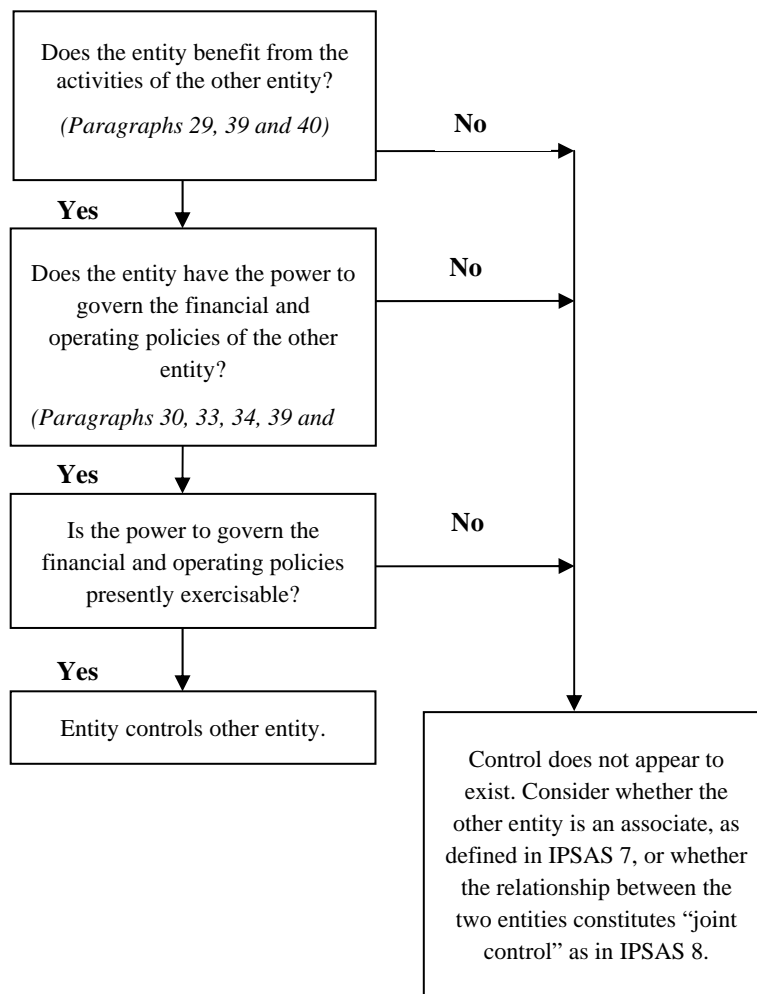 Does the entity benefit from the
activities of the other entity?
(Paragraphs 29, 39 and 40)
No
Yes
Does the entity have the power to
govern the financial and
operating policies of the other
entity?
(Paragraphs 30, 33, 34, 39 and
No
Yes
Is the power to govern the
financial and operating policies
presently exercisable?
No
Yes
Entity controls other entity.
Control does not appear to
exist. Consider whether the
other entity is an associate, as
defined in IPSAS 7, or whether
the relationship between the
two entities constitutes “joint
control” as in IPSAS 8.